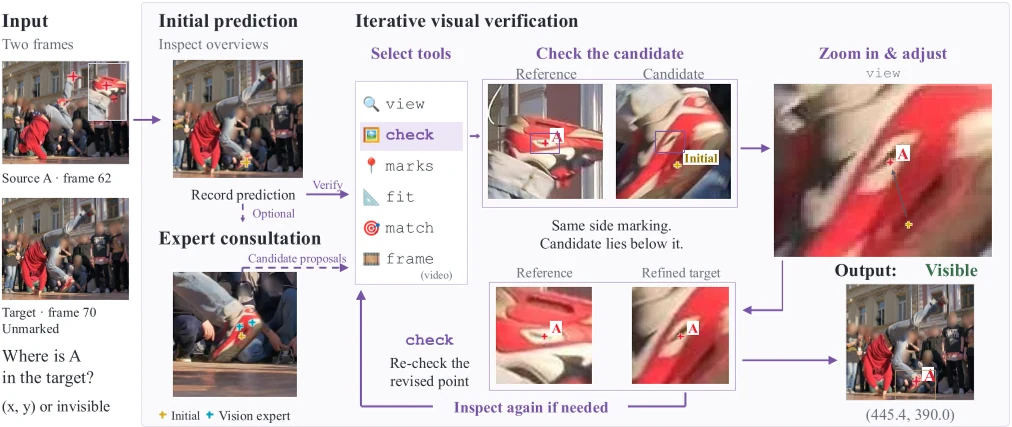 Input
Two frames
Source A · frame 62
Target · frame 70
Unmarked
Where is A
in the target?
(x, y) or invisible
Initial prediction
Inspect overviews
Record prediction
Verify
Optional
Expert consultation
Candidate proposals
Initial
Vision expert
Iterative visual verification
Select tools
view
check
marks
fit
match
frame
(video)
Check the candidate
Reference
Candidate
A
Initial
Same side marking.
Candidate lies below it.
Zoom in & adjust
view
A
Reference
Refined target
A
A
check
Re-check the
revised point
Inspect again if needed
Output: Visible
A
(445.4, 390.0)